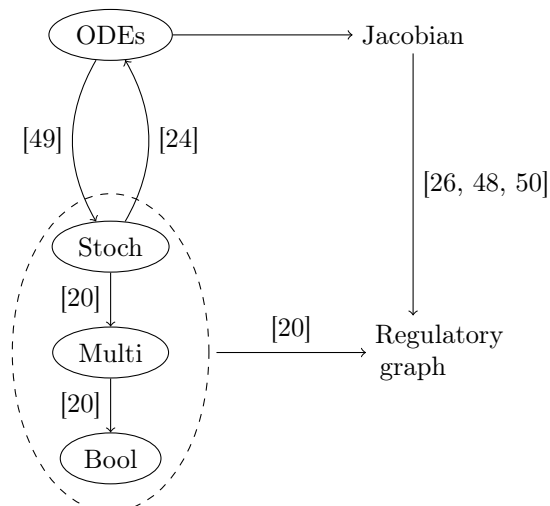 ODEs
Jacobian
[49]
[24]
[26, 48, 50]
Stoch
[20]
Multi
[20]
Regulatory
graph
[20]
Bool